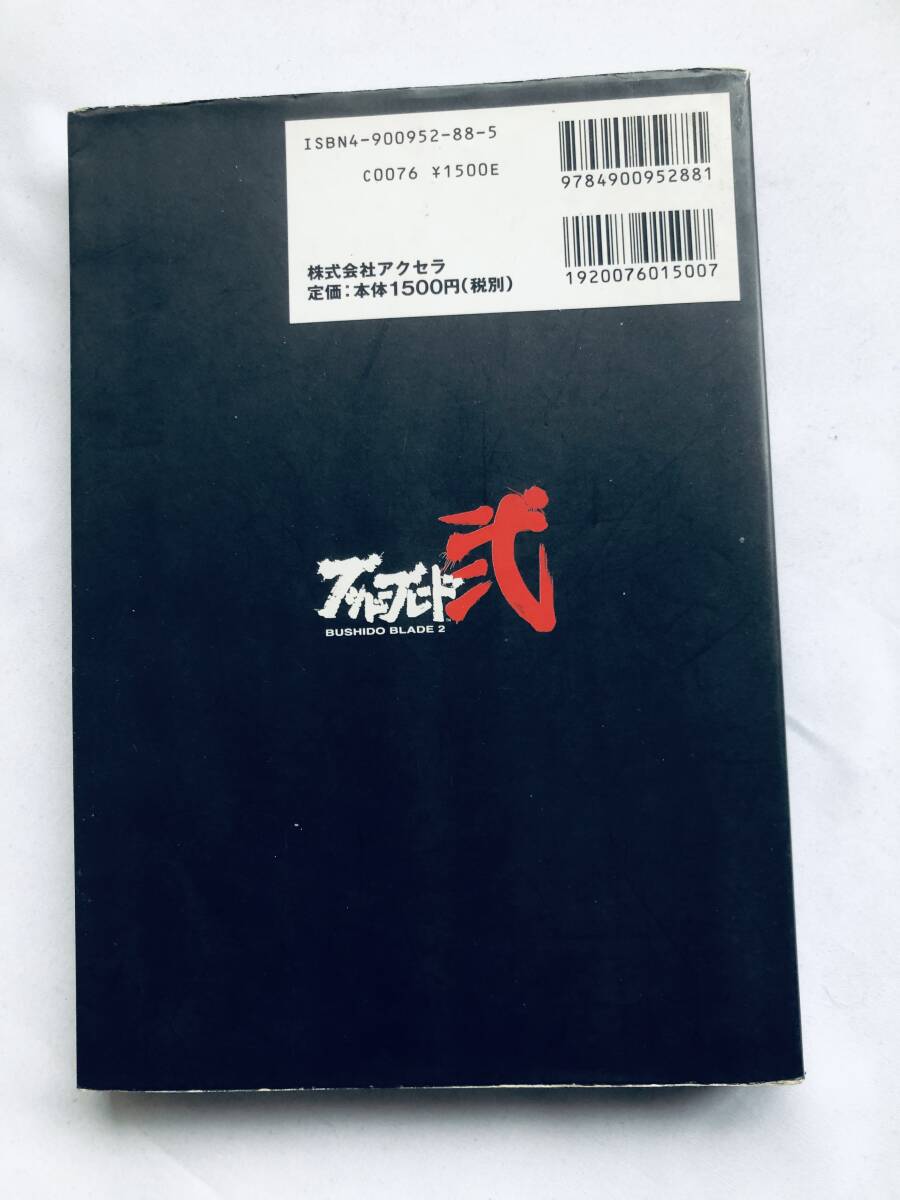 ISBN4-900952-88-5
C0076 ¥1500E
9784900952881
1920076015007
株式会社アクセラ
定価:本体1500円(税別)
ブシドーブレード弐
BUSHIDO BLADE 2